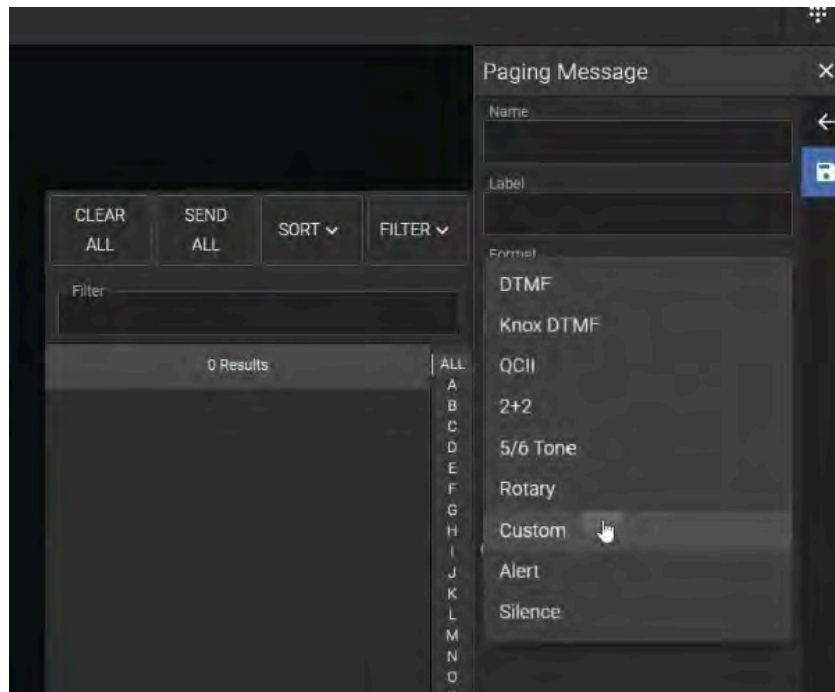 Paging Message
Name
Label
Format
CLEAR
ALL
SEND
ALL
SORT
FILTER
Filter
0 Results
ALL
A
B
C
D
E
F
G
H
I
J
K
L
M
N
O
DTMF
Knox DTMF
QCII
2+2
5/6 Tone
Rotary
Custom
Alert
Silence